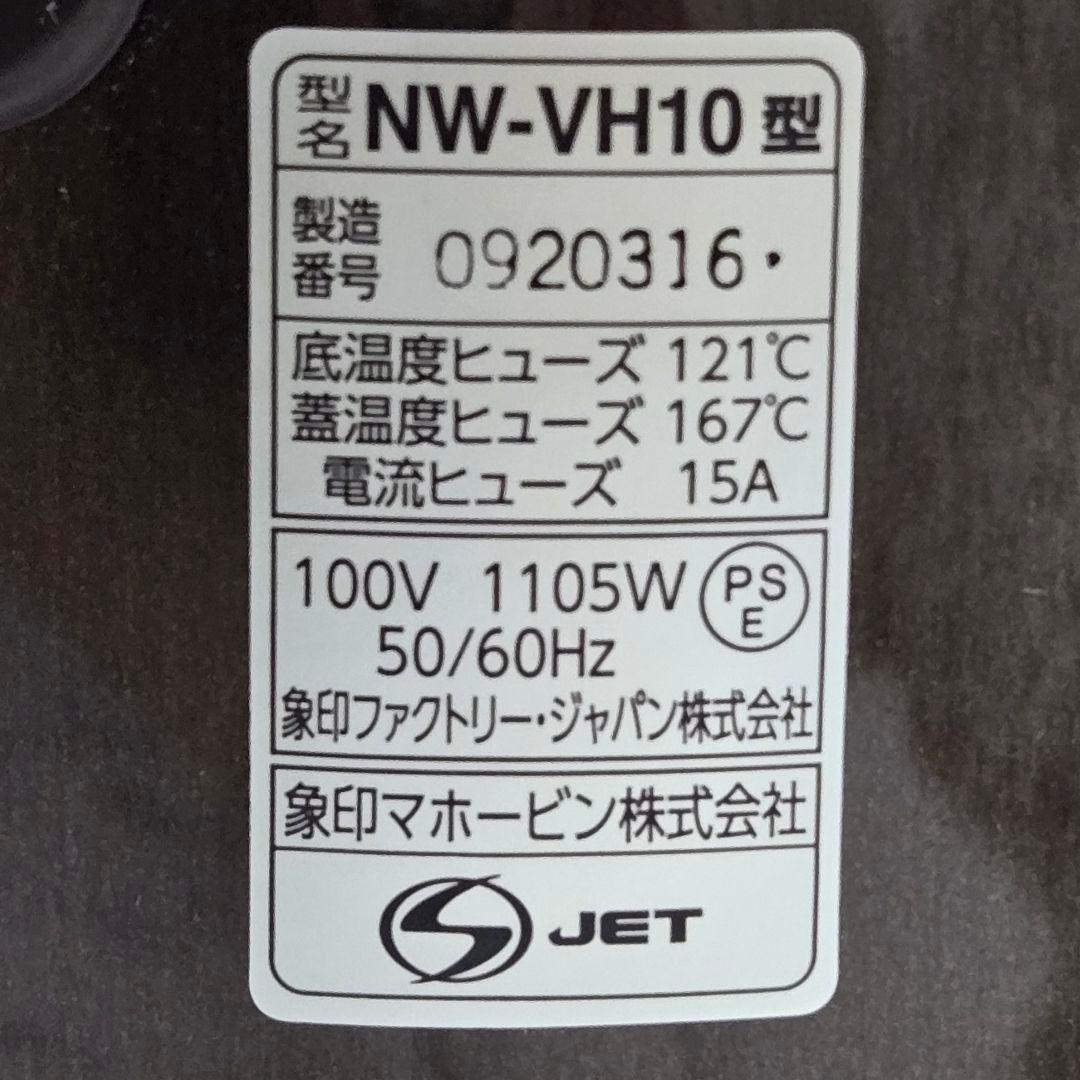 型名 NW-VH10 型
製造番号 0920316・
底温度ヒューズ 121℃
蓋温度ヒューズ 167℃
電流ヒューズ 15A
100V 1105W PSE
50/60Hz
象印ファクトリー・ジャパン株式会社
象印マホービン株式会社
S JET